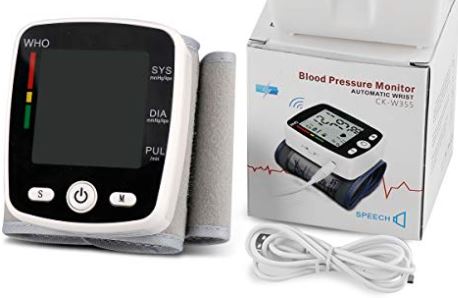 WHO
SYS
mmHg/kpa
DIA
mmHg/kpa
PUL
/min
S
M
Blood Pressure Monitor
AUTOMATIC WRIST
CK-W355
SPEECH